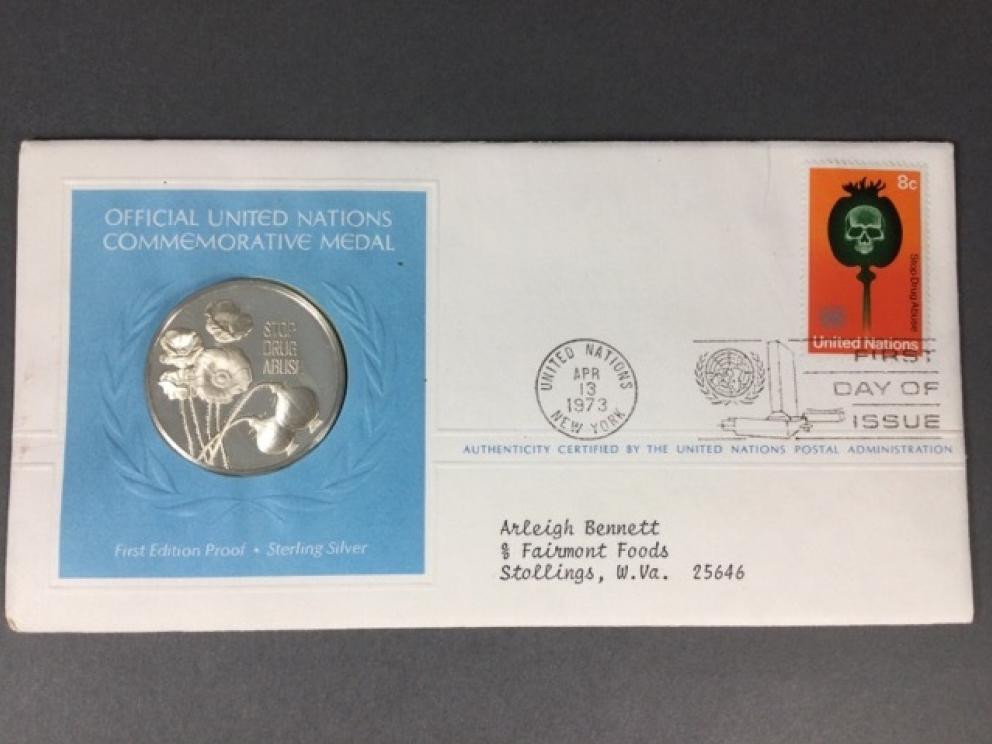 OFFICIAL UNITED NATIONS
COMMEMORATIVE MEDAL
STOP
DRUG
ABUSE
First Edition Proof • Sterling Silver
8c
Stop Drug Abuse
United Nations
UNITED NATIONS
APR
13
1973
NEW YORK
FIRST
DAY OF
ISSUE
AUTHENTICITY CERTIFIED BY THE UNITED NATIONS POSTAL ADMINISTRATION
Arleigh Bennett
% Fairmont Foods
Stollings, W.Va. 25646